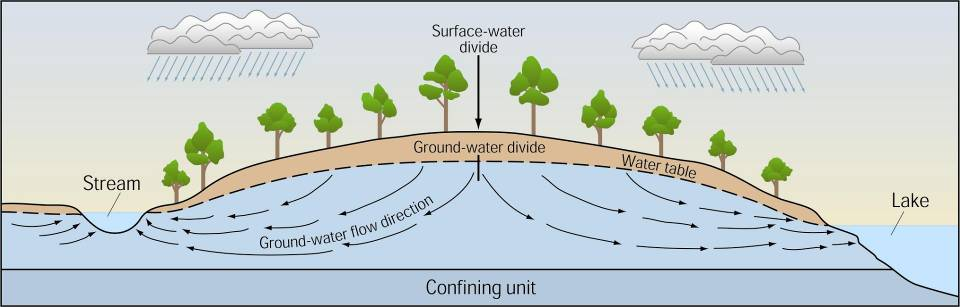 Surface-water
divide
Ground-water divide
Water table
Stream
Lake
Ground-water flow direction
Confining unit